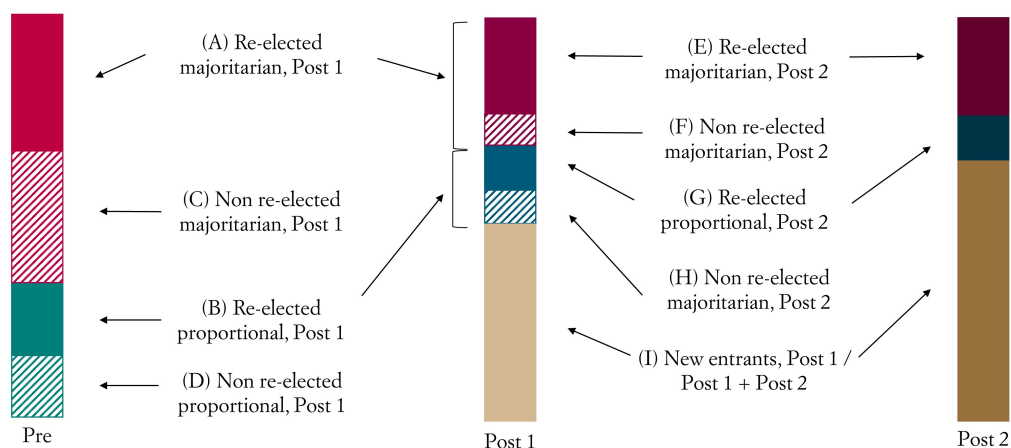 (A) Re-elected
majoritarian, Post 1
(C) Non re-elected
majoritarian, Post 1
(B) Re-elected
proportional, Post 1
(D) Non re-elected
proportional, Post 1
Pre
(E) Re-elected
majoritarian, Post 2
(F) Non re-elected
majoritarian, Post 2
(G) Re-elected
proportional, Post 2
(H) Non re-elected
majoritarian, Post 2
(I) New entrants, Post 1 /
Post 1 + Post 2
Post 1
Post 2